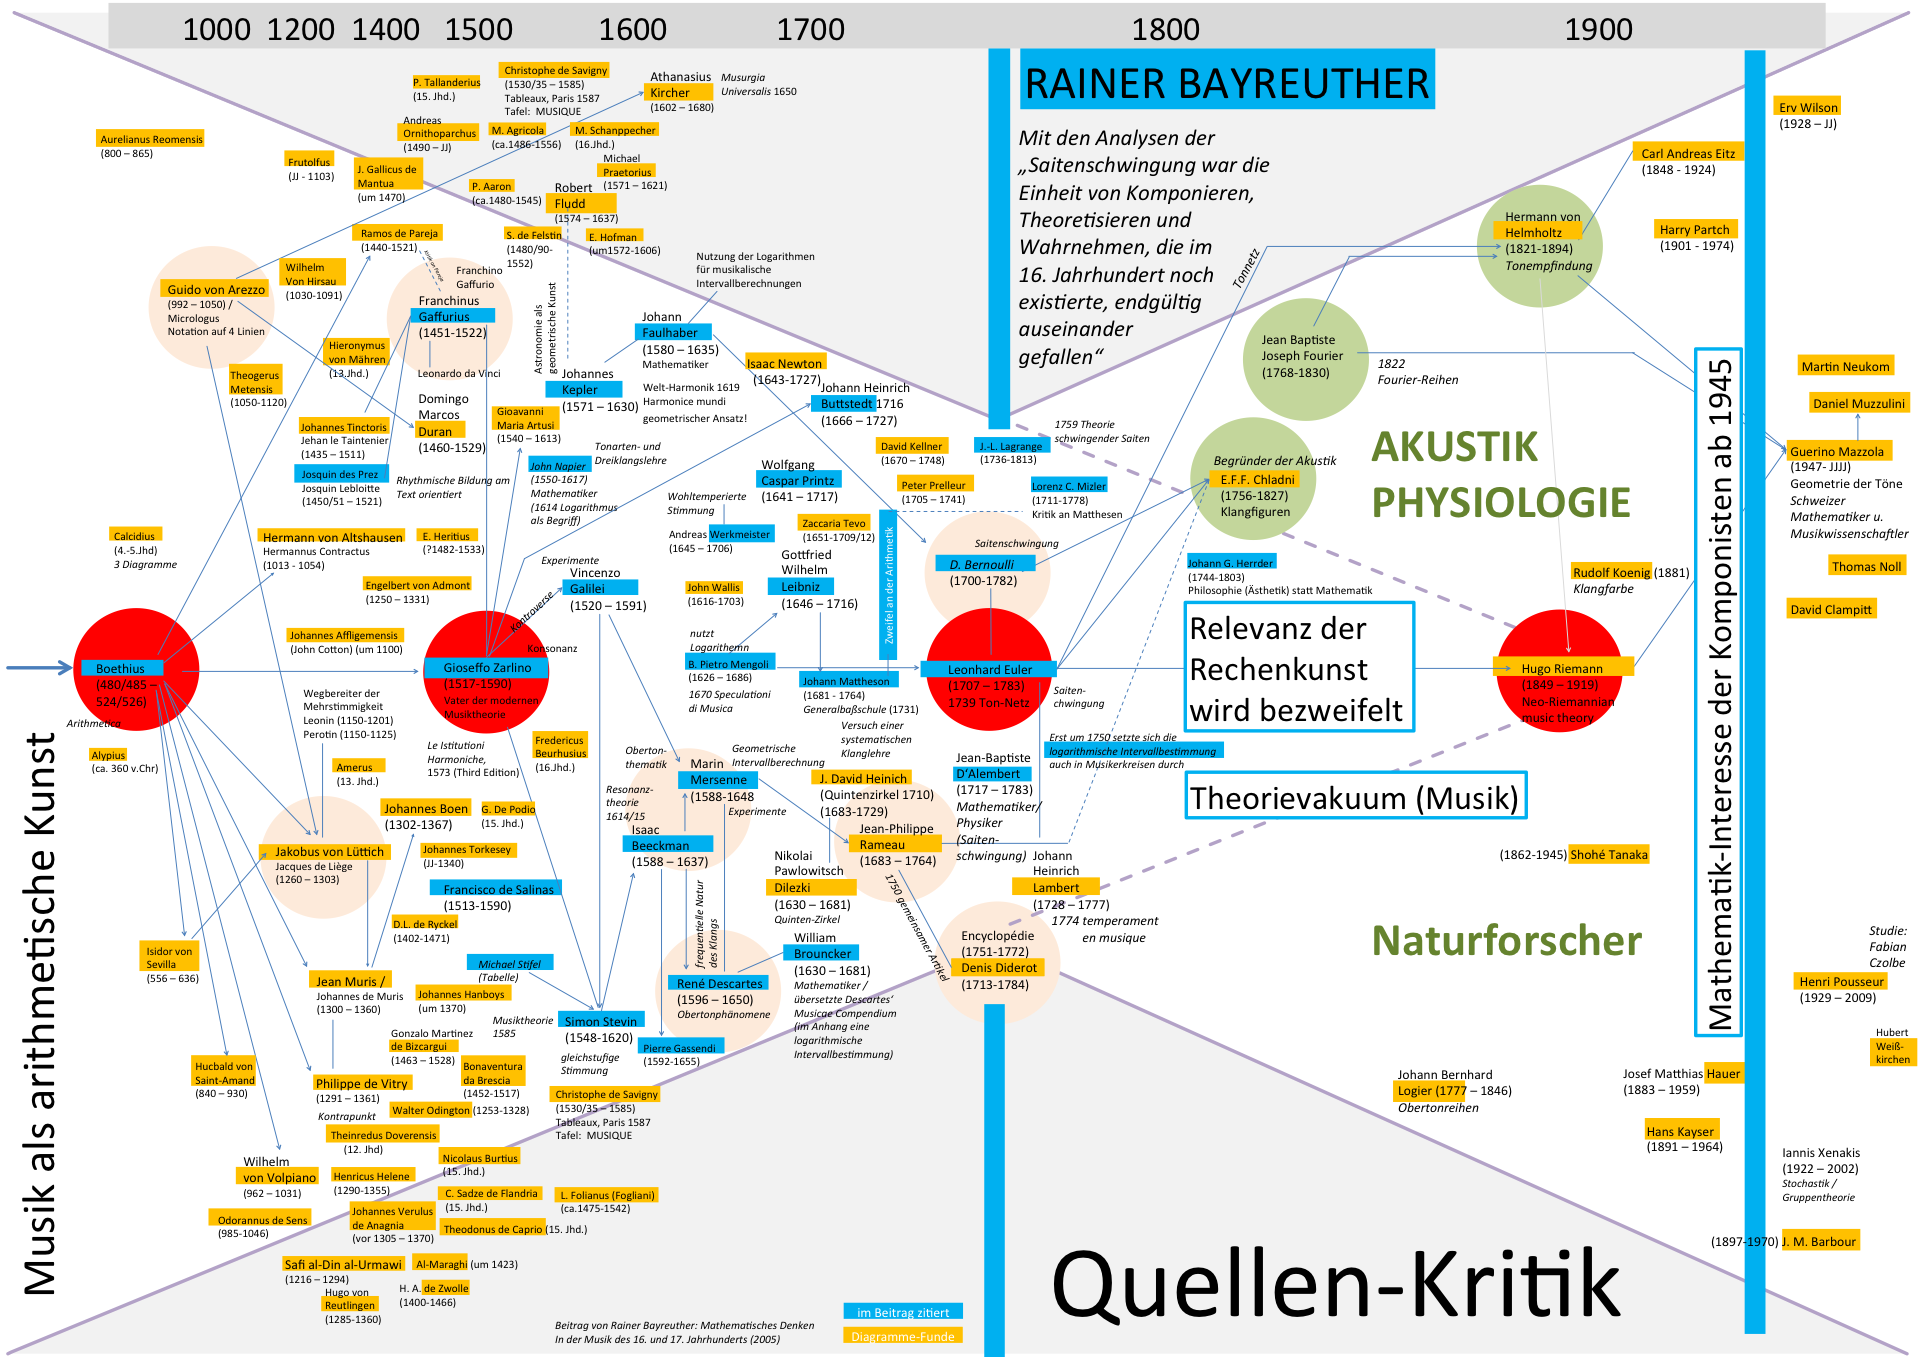 1000 1200 1400 1500 1600 1700 1800 1900
RAINER BAYREUTHER
Mit den Analysen der
„Saitenschwingung war die
Einheit von Komponieren,
Theoretisieren und
Wahrnehmen, die im
16. Jahrhundert noch
existierte, endgültig
auseinander
gefallen“
Musik als arithmetische Kunst
Aurelianus Reomensis
(800 – 865)
Frutolfus
(JJ - 1103)
P. Tallanderius
(15. Jhd.)
Christophe de Savigny
(1530/35 – 1585)
Tableaux, Paris 1587
Tafel: MUSIQUE
Athanasius
Kircher
(1602 – 1680)
Musurgia
Universalis 1650
Andreas
Ornithoparchus
(1490 – JJ)
M. Agricola
(ca.1486-1556)
M. Schanppecher
(16.Jhd.)
J. Gallicus de
Mantua
(um 1470)
Michael
Praetorius
(1571 – 1621)
P. Aaron
(ca.1480-1545)
Robert
Fludd
(1574 – 1637)
Ramos de Pareja
(1440-1521)
S. de Felstin
(1480/90-
1552)
E. Hofman
(um1572-1606)
Guido von Arezzo
(992 – 1050) /
Micrologus
Notation auf 4 Linien
Wilhelm
Von Hirsau
(1030-1091)
Franchino
Gaffurio
Franchinus
Gaffurius
(1451-1522)
Leonardo da Vinci
Astronomie als
geometrische Kunst
Nutzung der Logarithmen
für musikalische
Intervallberechnungen
Johann
Faulhaber
(1580 – 1635)
Mathematiker
Hieronymus
von Mähren
(13.Jhd.)
Theogerus
Metensis
(1050-1120)
Johannes
Kepler
(1571 – 1630)
Welt-Harmonik 1619
Harmonice mundi
geometrischer Ansatz!
Isaac Newton
(1643-1727)
Johann Heinrich
Buttstedt 1716
(1666 – 1727)
Domingo
Marcos
Duran
(1460-1529)
Gioavanni
Maria Artusi
(1540 – 1613)
Johannes Tinctoris
Jehan le Taintenier
(1435 – 1511)
Josquin des Prez
Josquin Lebloitte
(1450/51 – 1521)
Rhythmische Bildung am
Text orientiert
Tonarten- und
Dreiklangslehre
John Napier
(1550-1617)
Mathematiker
(1614 Logarithmus
als Begriff)
Wolfgang
Caspar Printz
(1641 – 1717)
David Kellner
(1670 – 1748)
J.-L. Lagrange
(1736-1813)
1759 Theorie
schwingender Saiten
Peter Prelleur
(1705 – 1741)
Lorenz C. Mizler
(1711-1778)
Kritik an Matthesen
Wohltemperierte
Stimmung
Andreas Werkmeister
(1645 – 1706)
Zaccaria Tevo
(1651-1709/12)
Zweifel an der Arithmetik
Calcidius
(4.-5.Jhd)
3 Diagramme
Hermann von Altshausen
Hermannus Contractus
(1013 - 1054)
E. Heritius
(?1482-1533)
Engelbert von Admont
(1250 – 1331)
Experimente
Vincenzo
Galilei
(1520 – 1591)
Kontroverse
Konsonanz
John Wallis
(1616-1703)
Gottfried
Wilhelm
Leibniz
(1646 – 1716)
Saitenschwingung
D. Bernoulli
(1700-1782)
Boethius
(480/485 –
524/526)
Arithmetica
Johannes Affligemensis
(John Cotton) (um 1100)
Gioseffo Zarlino
(1517-1590)
Vater der modernen
Musiktheorie
nutzt
Logarithemn
B. Pietro Mengoli
(1626 – 1686)
1670 Speculationi
di Musica
Johann Mattheson
(1681 - 1764)
Generalbaßschule (1731)
Versuch einer
systematischen
Klanglehre
Leonhard Euler
(1707 – 1783)
1739 Ton-Netz
Saiten-
schwingung
Alypius
(ca. 360 v.Chr)
Wegbereiter der
Mehrstimmigkeit
Leonin (1150-1201)
Perotin (1150-1125)
Amerus
(13. Jhd.)
Le Istitutioni
Harmoniche,
1573 (Third Edition)
Fredericus
Beurhusius
(16.Jhd.)
Oberton-
thematik
Marin
Mersenne
(1588-1648
Experimente
Geometrische
Intervallberechnung
Resonanz-
theorie
1614/15
Isaac
Beeckman
(1588 – 1637)
J. David Heinich
(Quintenzirkel 1710)
(1683-1729)
Jean-Baptiste
D‘Alembert
(1717 – 1783)
Mathematiker/
Physiker
(Saiten-
schwingung)
Erst um 1750 setzte sich die
logarithmische Intervallbestimmung
auch in Musikerkreisen durch
Jean-Philippe
Rameau
(1683 – 1764)
1750 gemeinsamer Artikel
Johann
Heinrich
Lambert
(1728 – 1777)
1774 temperament
en musique
Johannes Boen
(1302-1367)
G. De Podio
(15. Jhd.)
Jakobus von Lüttich
Jacques de Liège
(1260 – 1303)
Johannes Torkesey
(JJ-1340)
Francisco de Salinas
(1513-1590)
D.L. de Ryckel
(1402-1471)
frequentielle Natur
des Klangs
Nikolai
Pawlowitsch
Dilezki
(1630 – 1681)
Quinten-Zirkel
William
Brouncker
(1630 – 1681)
Mathematiker /
übersetzte Descartes‘
Musicae Compendium
(im Anhang eine
logarithmische
Intervallbestimmung)
Encyclopédie
(1751-1772)
Denis Diderot
(1713-1784)
Isidor von
Sevilla
(556 – 636)
Jean Muris /
Johannes de Muris
(1300 – 1360)
Michael Stifel
(Tabelle)
Johannes Hanboys
(um 1370)
René Descartes
(1596 – 1650)
Obertonphänomene
Musiktheorie
1585
Simon Stevin
(1548-1620)
gleichstufige
Stimmung
Pierre Gassendi
(1592-1655)
Gonzalo Martinez
de Bizcargui
(1463 – 1528)
Bonaventura
da Brescia
(1452-1517)
Hucbald von
Saint-Amand
(840 – 930)
Philippe de Vitry
(1291 – 1361)
Kontrapunkt
Walter Odington (1253-1328)
Christophe de Savigny
(1530/35 – 1585)
Tableaux, Paris 1587
Tafel: MUSIQUE
Theinredus Doverensis
(12. Jhd)
Nicolaus Burtius
(15. Jhd.)
Wilhelm
von Volpiano
(962 – 1031)
Henricus Helene
(1290-1355)
C. Sadze de Flandria
(15. Jhd.)
L. Folianus (Fogliani)
(ca.1475-1542)
Odorannus de Sens
(985-1046)
Johannes Verulus
de Anagnia
(vor 1305 – 1370)
Theodonus de Caprio (15. Jhd.)
Safi al-Din al-Urmawi
(1216 – 1294)
Al-Maraghi (um 1423)
Hugo von
Reutlingen
(1285-1360)
H. A. de Zwolle
(1400-1466)
Beitrag von Rainer Bayreuther: Mathematisches Denken
In der Musik des 16. und 17. Jahrhunderts (2005)
im Beitrag zitiert
Diagramme-Funde
Tonnetz
Hermann von
Helmholtz
(1821-1894)
Tonempfindung
Jean Baptiste
Joseph Fourier
(1768-1830)
1822
Fourier-Reihen
Begründer der Akustik
E.F.F. Chladni
(1756-1827)
Klangfiguren
AKUSTIK
PHYSIOLOGIE
Johann G. Herrder
(1744-1803)
Philosophie (Ästhetik) statt Mathematik
Relevanz der
Rechenkunst
wird bezweifelt
Theorievakuum (Musik)
Naturforscher
Rudolf Koenig (1881)
Klangfarbe
Hugo Riemann
(1849 – 1919)
Neo-Riemannian
music theory
(1862-1945) Shohé Tanaka
Carl Andreas Eitz
(1848 - 1924)
Harry Partch
(1901 - 1974)
Erv Wilson
(1928 – JJ)
Mathematik-Interesse der Komponisten ab 1945
Martin Neukom
Daniel Muzzulini
Guerino Mazzola
(1947- JJJJ)
Geometrie der Töne
Schweizer
Mathematiker u.
Musikwissenschaftler
Thomas Noll
David Clampitt
Studie:
Fabian
Czolbe
Henri Pousseur
(1929 – 2009)
Hubert
Weiß-
kirchen
Johann Bernhard
Logier (1777 – 1846)
Obertonreihen
Josef Matthias Hauer
(1883 – 1959)
Hans Kayser
(1891 – 1964)
Iannis Xenakis
(1922 – 2002)
Stochastik /
Gruppentheorie
(1897-1970) J. M. Barbour
Quellen-Kritik